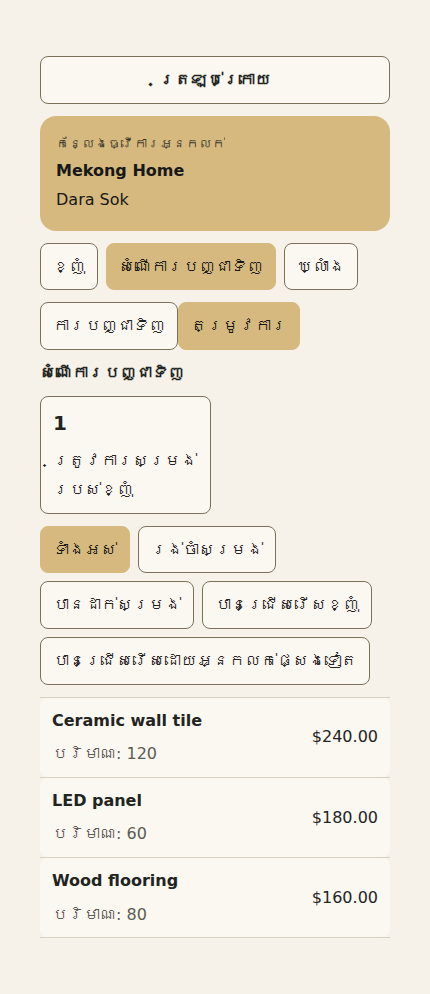 ត្រឡប់ក្រោយ
កន្លែងធ្វើការអ្នកលក់
Mekong Home
Dara Sok
ខ្ញុំ សំណើការបញ្ជាទិញ ឃ្លាំង
ការបញ្ជាទិញ តម្រូវការ
សំណើការបញ្ជាទិញ
1
ត្រូវការសម្រង់
របស់ខ្ញុំ
ទាំងអស់ រង់ចាំសម្រង់
បានដាក់សម្រង់ បានជ្រើសរើសខ្ញុំ
បានជ្រើសរើសដោយអ្នកលក់ផ្សេងទៀត
Ceramic wall tile
បរិមាណ: 120 $240.00
LED panel
បរិមាណ: 60 $180.00
Wood flooring
បរិមាណ: 80 $160.00